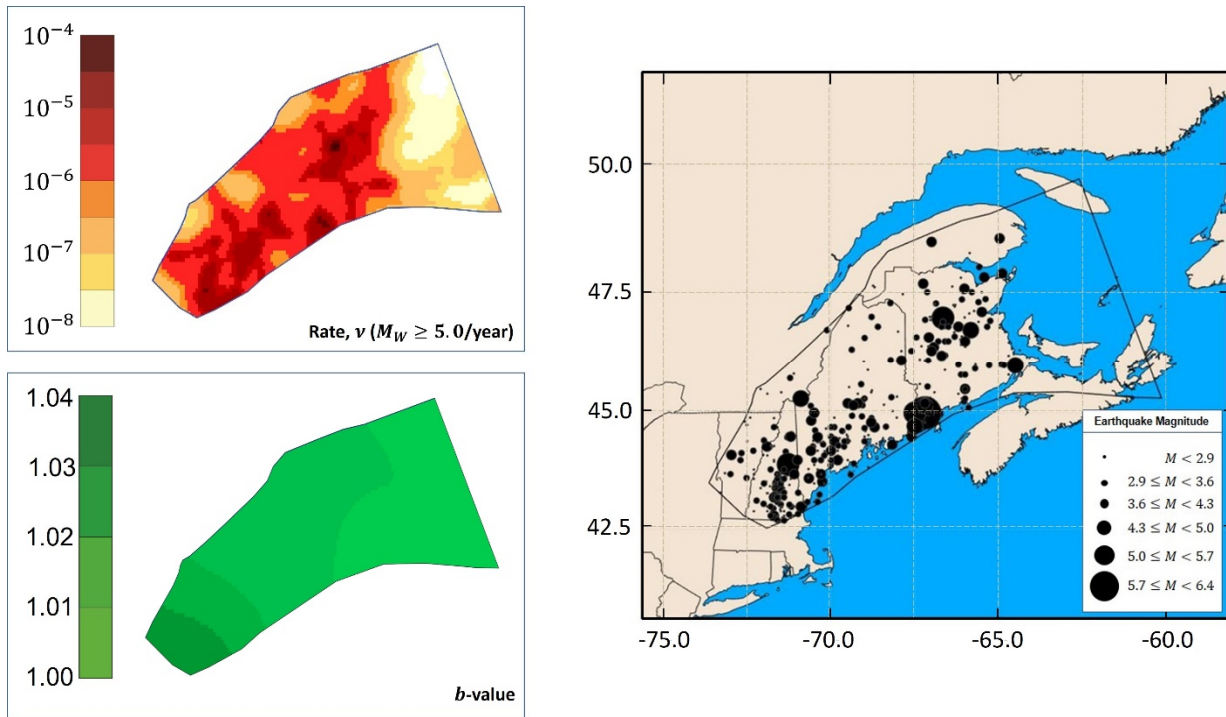 10⁻⁴
10⁻⁵
10⁻⁶
10⁻⁷
10⁻⁸
Rate, ν (M_W ≥ 5.0/year)
1.04
1.03
1.02
1.01
1.00
b-value
50.0
47.5
45.0
42.5
-75.0
-70.0
-65.0
-60.0
Earthquake Magnitude
M < 2.9
2.9 ≤ M < 3.6
3.6 ≤ M < 4.3
4.3 ≤ M < 5.0
5.0 ≤ M < 5.7
5.7 ≤ M < 6.4